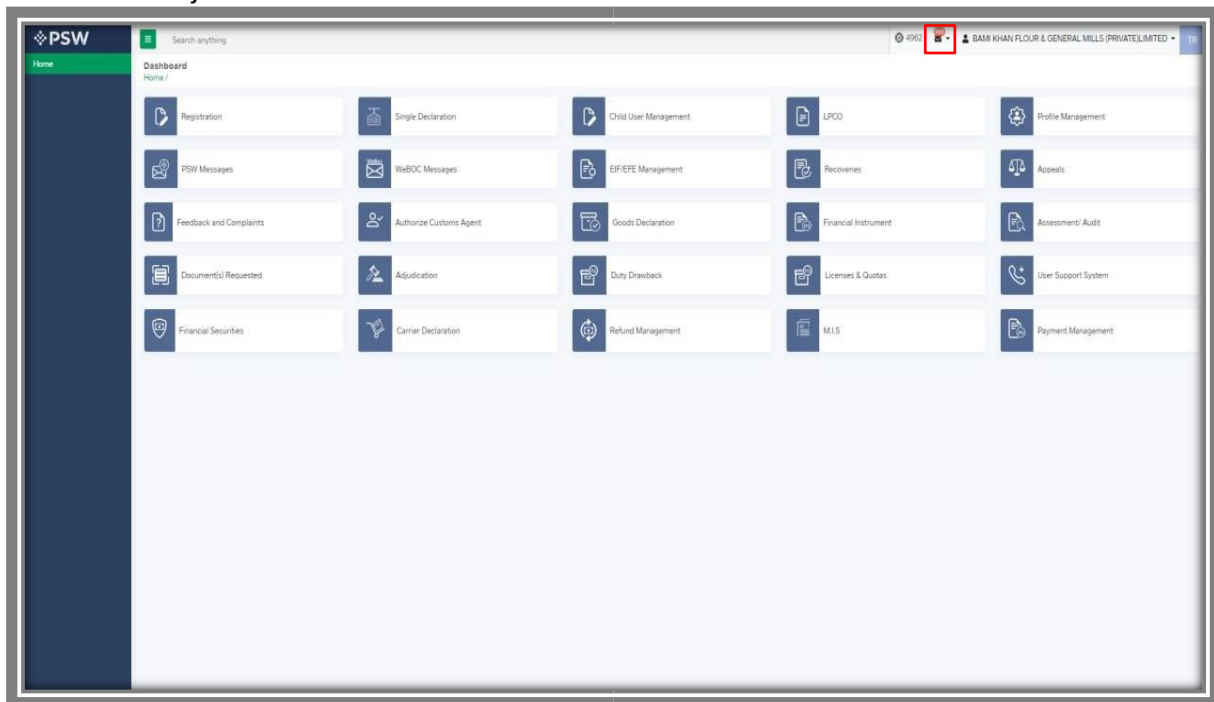 PSW
Search anything
4962
BAMI KHAN FLOUR & GENERAL MILLS (PRIVATE)LIMITED
TR
Home
Dashboard
Home /
Registration
Single Declaration
Child User Management
LPCO
Profile Management
PSW Messages
WeBOC Messages
EIF/EFE Management
Recoveries
Appeals
Feedback and Complaints
Authorize Customs Agent
Goods Declaration
Financial Instrument
Assessment/ Audit
Document(s) Requested
Adjudication
Duty Drawback
Licenses & Quotas
User Support System
Financial Securities
Carrier Declaration
Refund Management
M.I.S
Payment Management